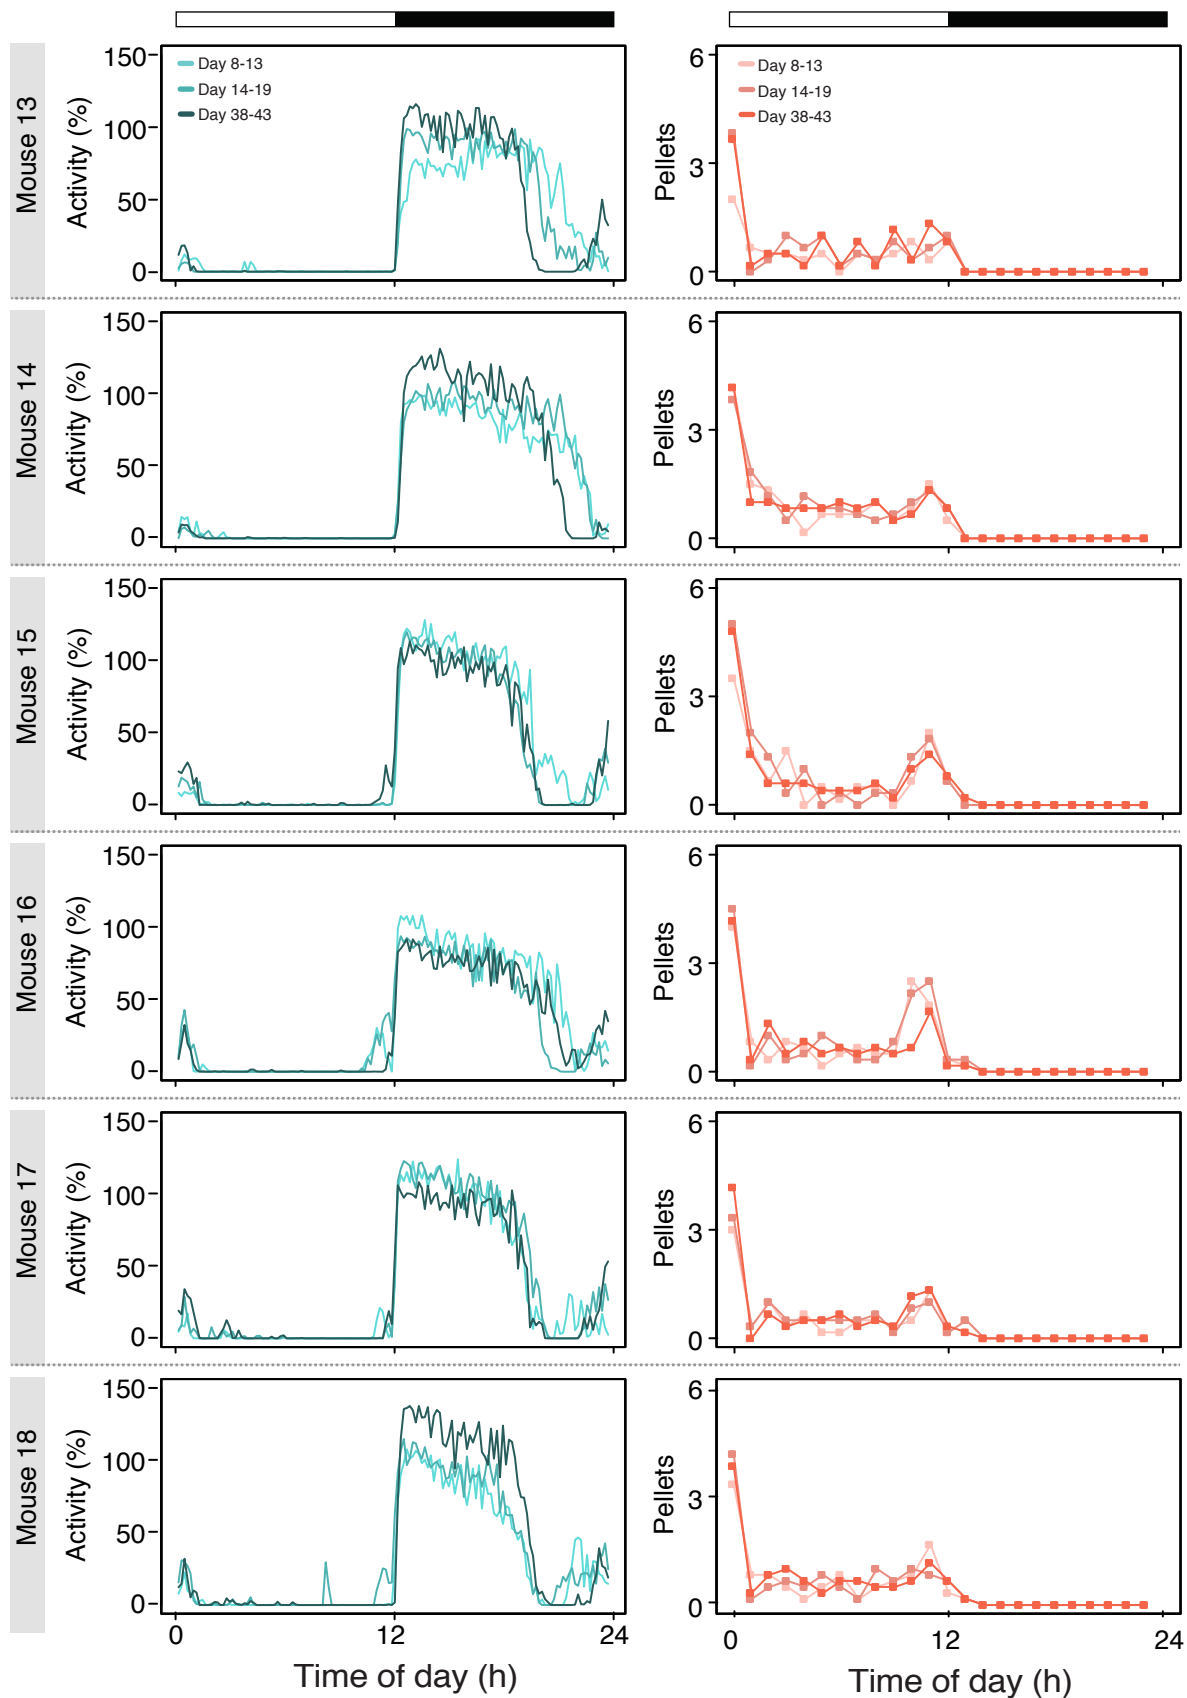 Mouse 13
Activity (%)
150
100
50
0
Day 8-13
Day 14-19
Day 38-43
Pellets
6
3
0
Day 8-13
Day 14-19
Day 38-43
Mouse 14
Activity (%)
150
100
50
0
Pellets
6
3
0
Mouse 15
Activity (%)
150
100
50
0
Pellets
6
3
0
Mouse 16
Activity (%)
150
100
50
0
Pellets
6
3
0
Mouse 17
Activity (%)
150
100
50
0
Pellets
6
3
0
Mouse 18
Activity (%)
150
100
50
0
Pellets
6
3
0
0 12 24
Time of day (h)
0 12 24
Time of day (h)